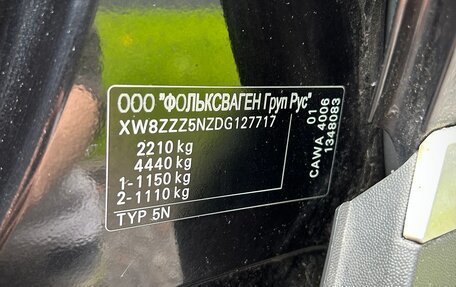 ООО "ФОЛЬКСВАГЕН Груп Рус"
XW8ZZZ5NZDG127717
2210 kg
4440 kg
1-1150 kg
2-1110 kg
TYP 5N
01
CAWA 4006
1348083